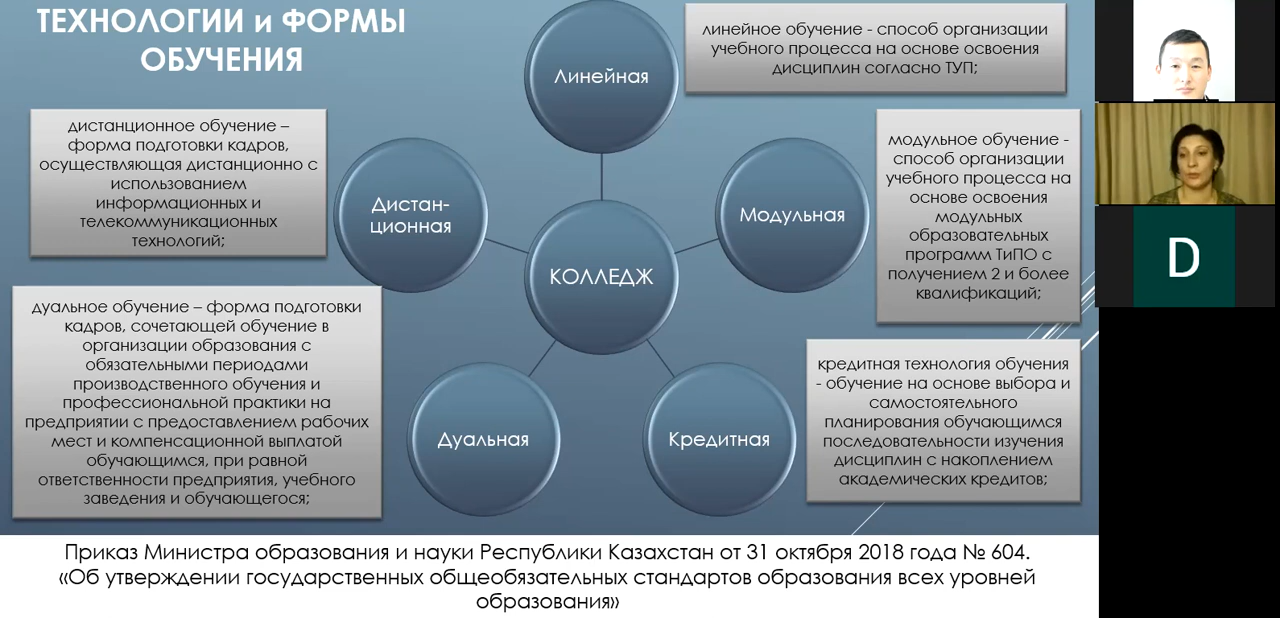 ТЕХНОЛОГИИ и ФОРМЫ
ОБУЧЕНИЯ
Линейная
линейное обучение - способ организации
учебного процесса на основе освоения
дисциплин согласно ТУП;
дистанционное обучение –
форма подготовки кадров,
осуществляющая дистанционно с
использованием
информационных и
телекоммуникационных
технологий;
Дистан-
ционная
Модульная
модульное обучение -
способ организации
учебного процесса на
основе освоения
модульных
образовательных
программ ТиПО с
получением 2 и более
квалификаций;
КОЛЛЕДЖ
дуальное обучение – форма подготовки
кадров, сочетающей обучение в
организации образования с
обязательными периодами
производственного обучения и
профессиональной практики на
предприятии с предоставлением рабочих
мест и компенсационной выплатой
обучающимся, при равной
ответственности предприятия, учебного
заведения и обучающегося;
Дуальная
Кредитная
кредитная технология обучения
- обучение на основе выбора и
самостоятельного
планирования обучающимся
последовательности изучения
дисциплин с накоплением
академических кредитов;
Приказ Министра образования и науки Республики Казахстан от 31 октября 2018 года № 604.
«Об утверждении государственных общеобязательных стандартов образования всех уровней
образования»
D